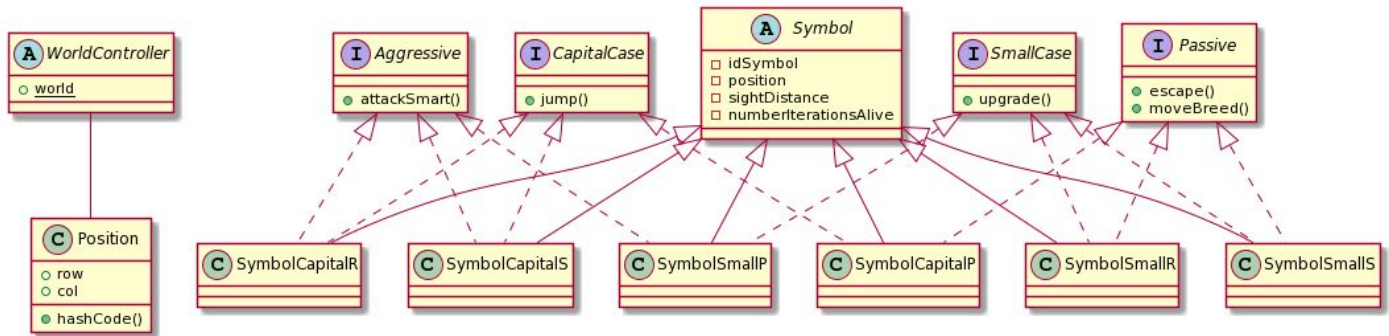 A WorldController
world
I Aggressive
attackSmart()
I CapitalCase
jump()
A Symbol
idSymbol
position
sightDistance
numberIterationsAlive
I SmallCase
upgrade()
I Passive
escape()
moveBreed()
C Position
row
col
hashCode()
C SymbolCapitalR
C SymbolCapitalS
C SymbolSmallP
C SymbolCapitalP
C SymbolSmallR
C SymbolSmallS